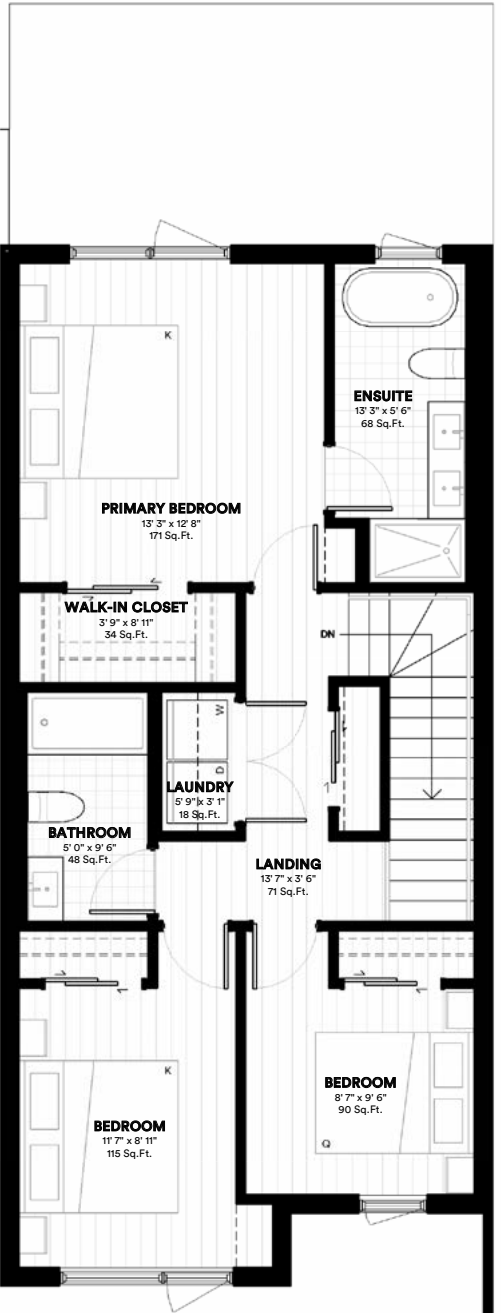 K
ENSUITE
13' 3" x 5' 6"
68 Sq.Ft.
PRIMARY BEDROOM
13' 3" x 12' 8"
171 Sq.Ft.
WALK-IN CLOSET
3' 9" x 8' 11"
34 Sq.Ft.
DN
W
D
LAUNDRY
5' 9" x 3' 1"
18 Sq.Ft.
BATHROOM
5' 0" x 9' 6"
48 Sq.Ft.
LANDING
13' 7" x 3' 6"
71 Sq.Ft.
K
BEDROOM
8' 7" x 9' 6"
90 Sq.Ft.
Q
BEDROOM
11' 7" x 8' 11"
115 Sq.Ft.